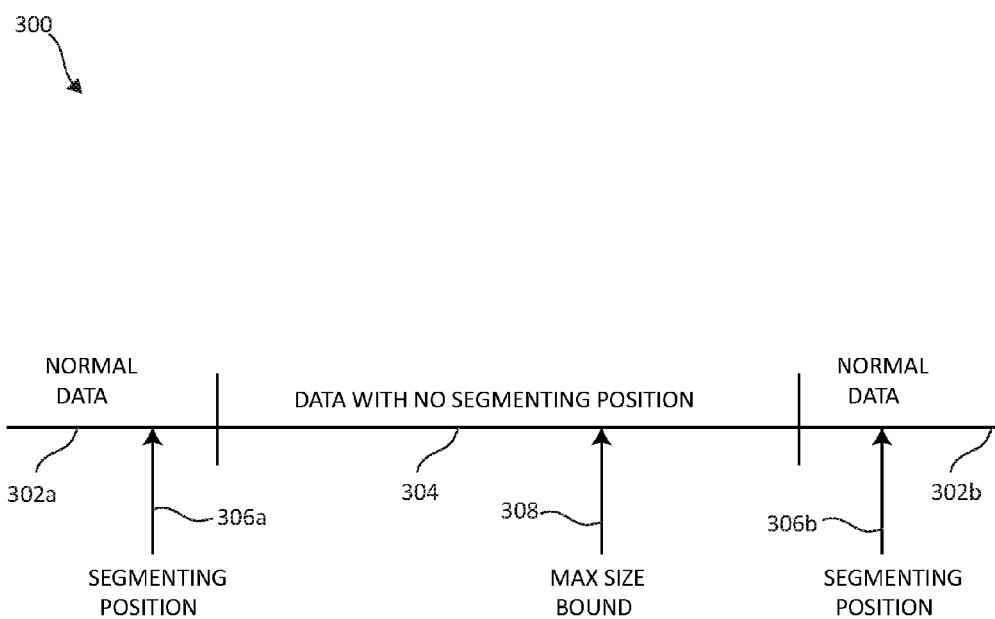 300
NORMAL
DATA
DATA WITH NO SEGMENTING POSITION
NORMAL
DATA
302a
306a
304
308
306b
302b
SEGMENTING
POSITION
MAX SIZE
BOUND
SEGMENTING
POSITION